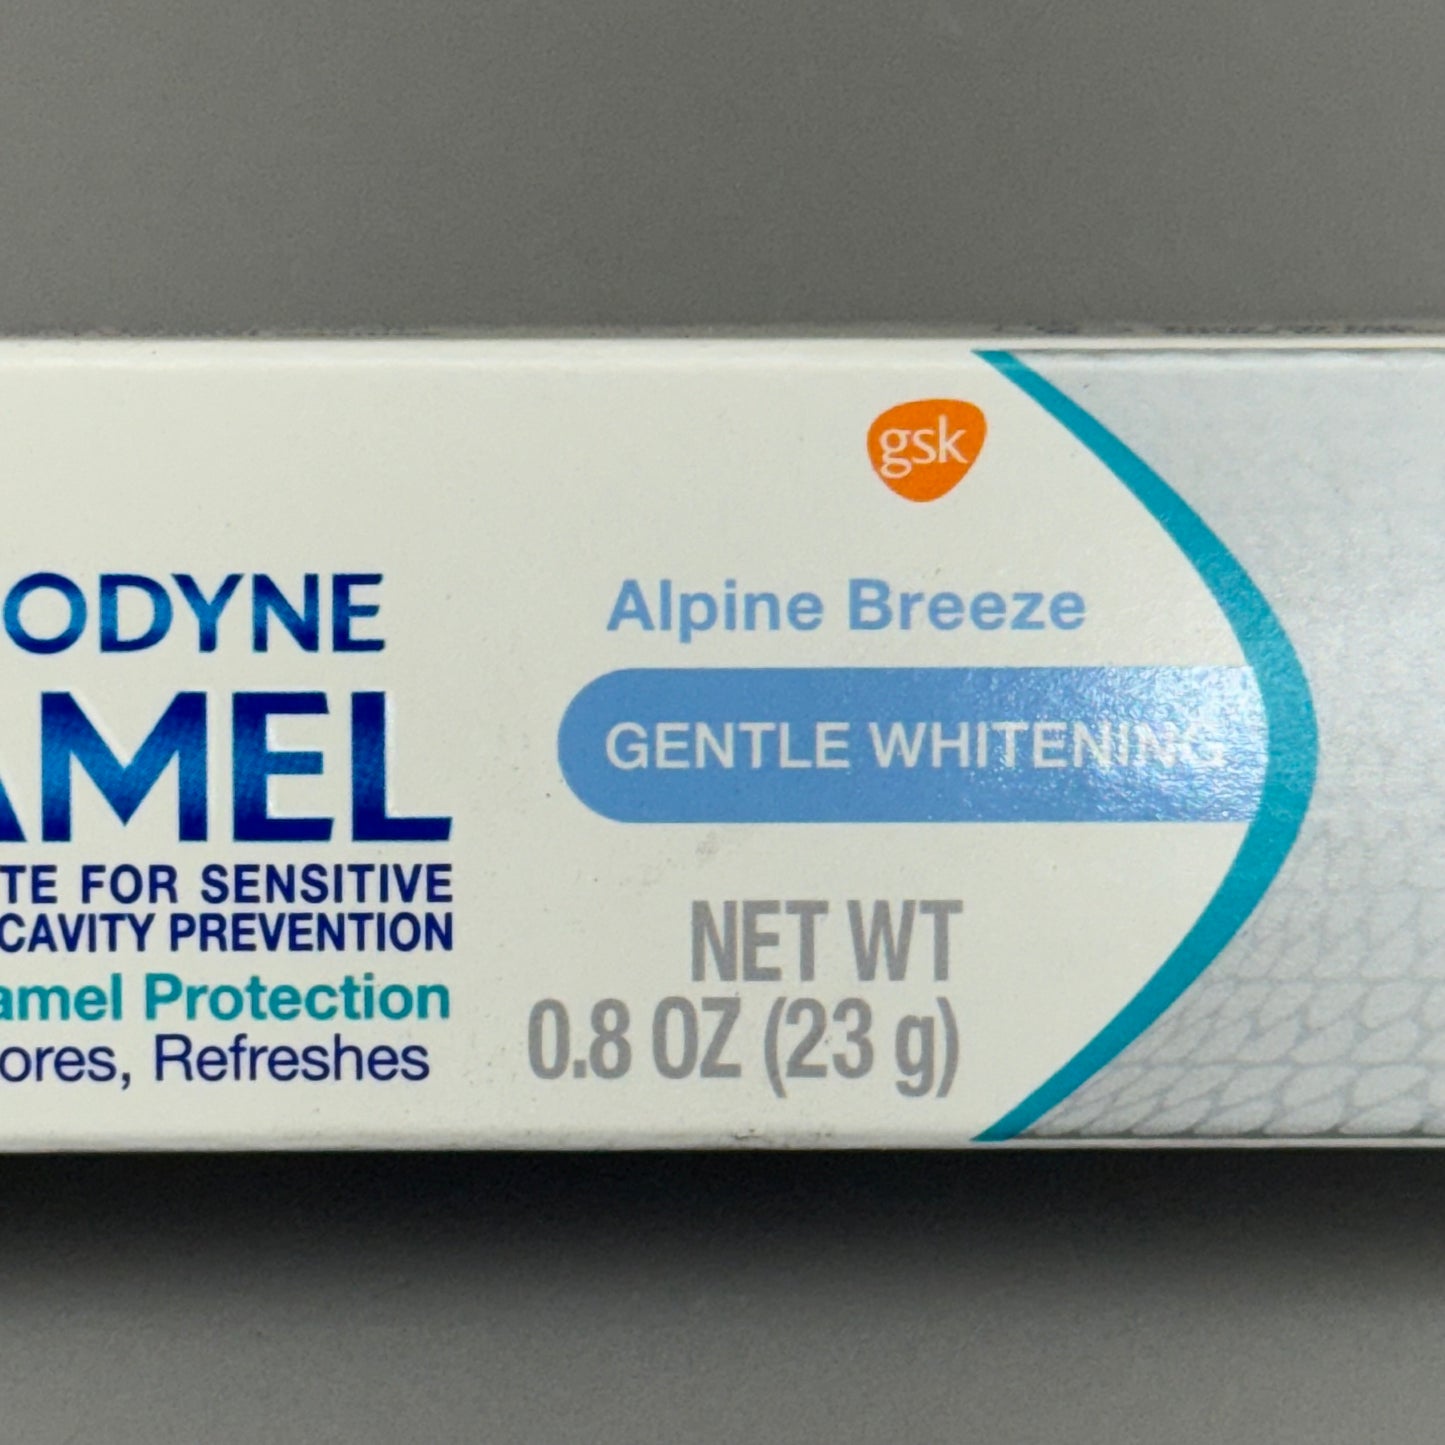 gsk
ODYNE
AMEL
TE FOR SENSITIVE
CAVITY PREVENTION
amel Protection
ores, Refreshes
Alpine Breeze
GENTLE WHITENING
NET WT
0.8 OZ (23 g)